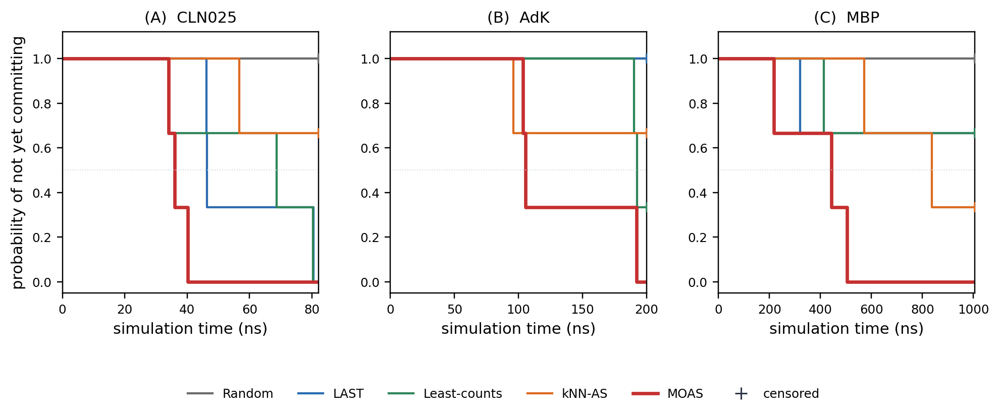 (A) CLN025
(B) AdK
(C) MBP
probability of not yet committing
1.0
0.8
0.6
0.4
0.2
0.0
0 20 40 60 80
simulation time (ns)
1.0
0.8
0.6
0.4
0.2
0.0
0 50 100 150 200
simulation time (ns)
1.0
0.8
0.6
0.4
0.2
0.0
0 200 400 600 800 1000
simulation time (ns)
Random LAST Least-counts kNN-AS MOAS censored